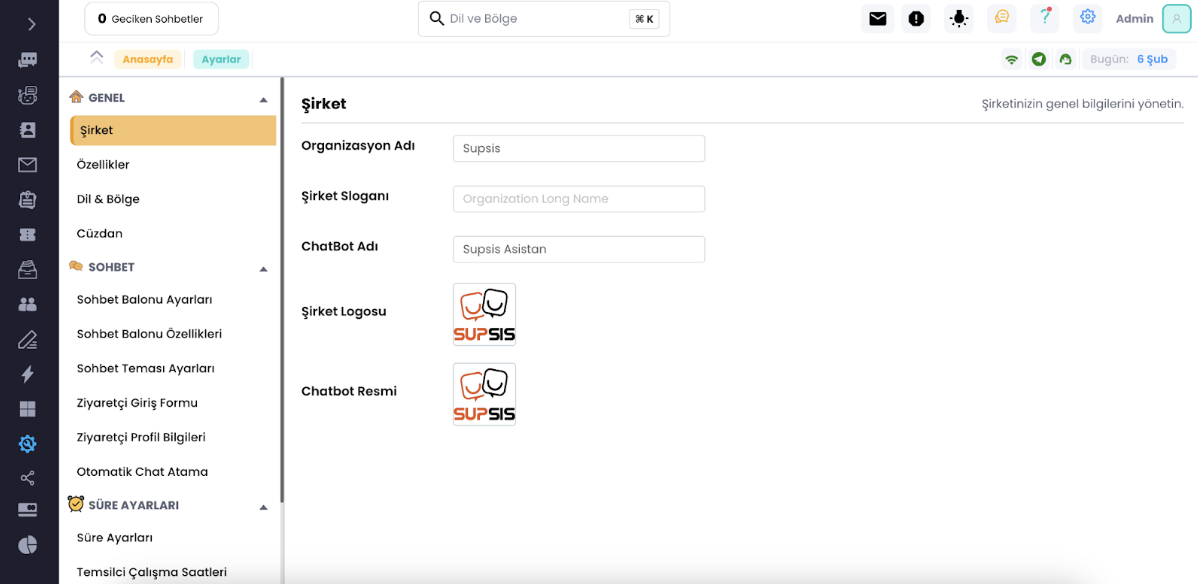 0 Geciken Sohbetler
Dil ve Bölge
⌘ K
Admin
Anasayfa
Ayarlar
Bugün: 6 Şub
GENEL
Şirket
Özellikler
Dil & Bölge
Cüzdan
SOHBET
Sohbet Balonu Ayarları
Sohbet Balonu Özellikleri
Sohbet Teması Ayarları
Ziyaretçi Giriş Formu
Ziyaretçi Profil Bilgileri
Otomatik Chat Atama
SÜRE AYARLARI
Süre Ayarları
Temsilci Çalışma Saatleri
Şirket
Şirketinizin genel bilgilerini yönetin.
Organizasyon Adı
Supsis
Şirket Sloganı
Organization Long Name
ChatBot Adı
Supsis Asistan
Şirket Logosu
SUPSIS
Chatbot Resmi
SUPSIS